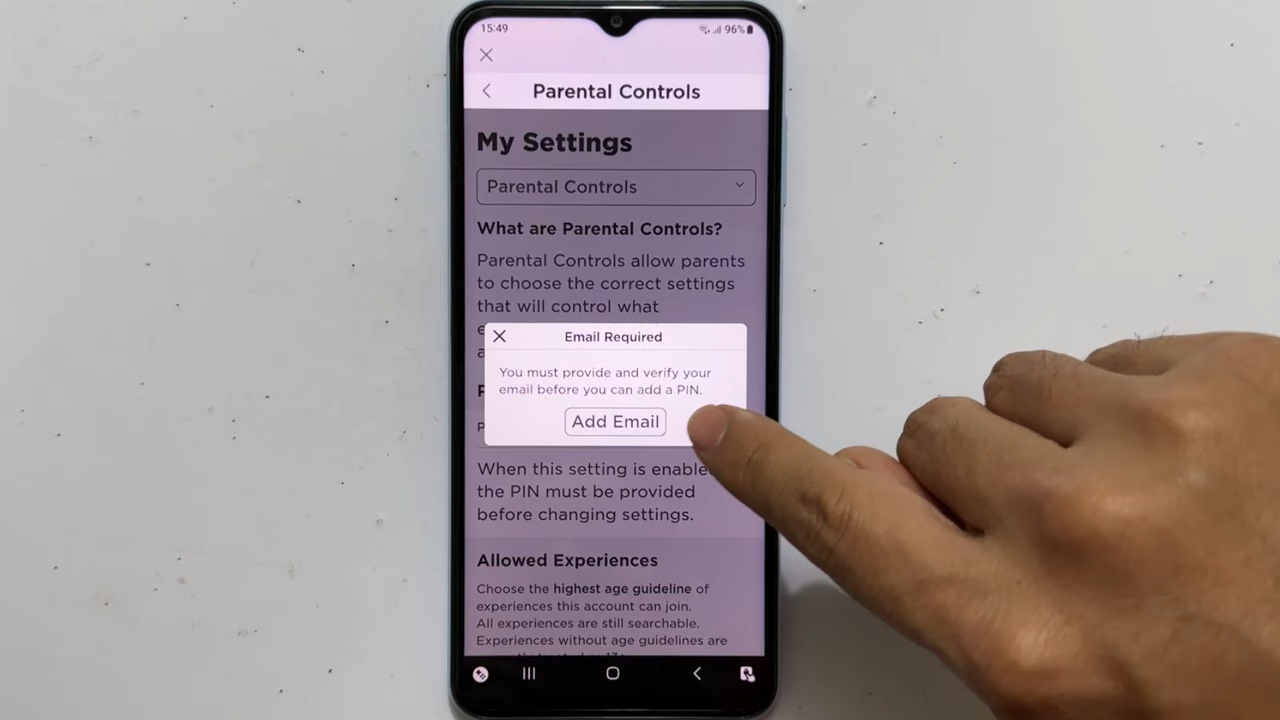 15:49
96%
Parental Controls
My Settings
Parental Controls
What are Parental Controls?
Parental Controls allow parents
to choose the correct settings
that will control what
Email Required
You must provide and verify your
email before you can add a PIN.
Add Email
When this setting is
the PIN must be provided
before changing settings.
Allowed Experiences
Choose the highest age guideline of
experiences this account can join.
All experiences are still searchable.
Experiences without age guidelines are